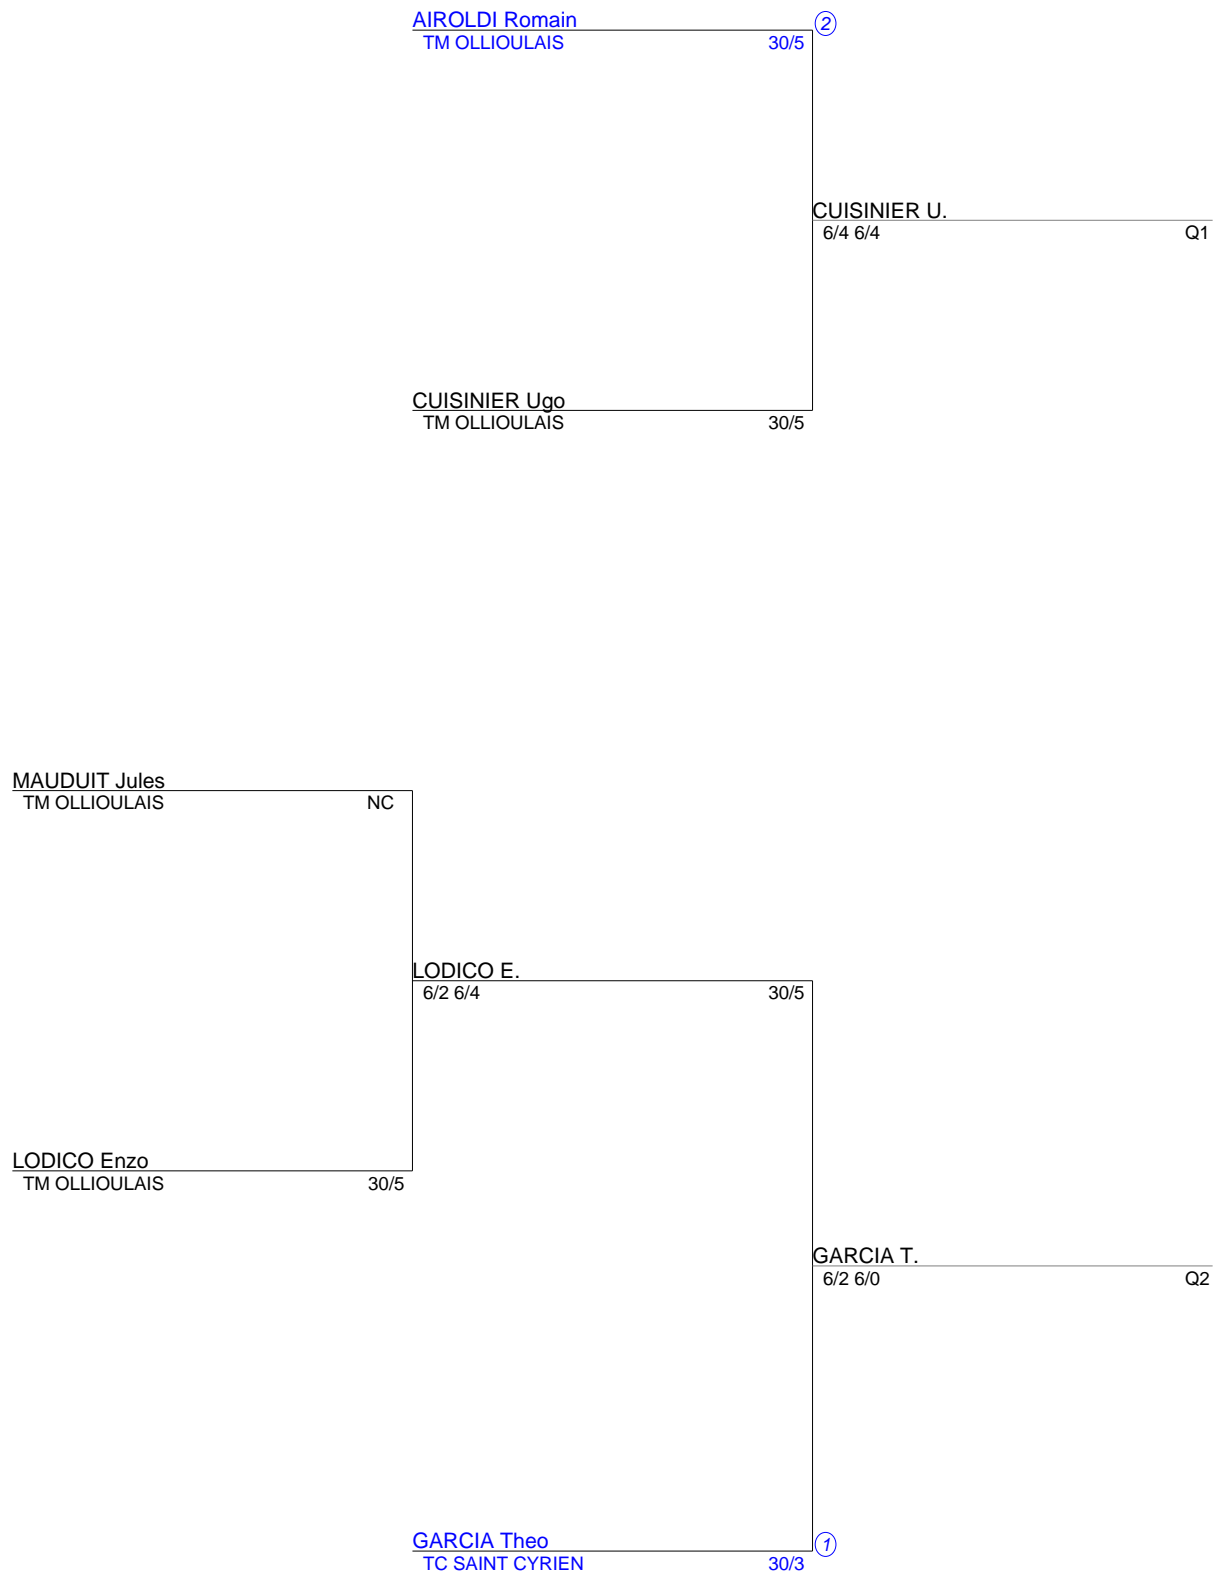 AIROLDI Romain
2
TM OLLIOULAIS 30/5
CUISINIER U.
6/4 6/4 Q1
CUISINIER Ugo
TM OLLIOULAIS 30/5
MAUDUIT Jules
TM OLLIOULAIS NC
LODICO E.
6/2 6/4 30/5
LODICO Enzo
TM OLLIOULAIS 30/5
GARCIA T.
6/2 6/0 Q2
GARCIA Theo
1
TC SAINT CYRIEN 30/3